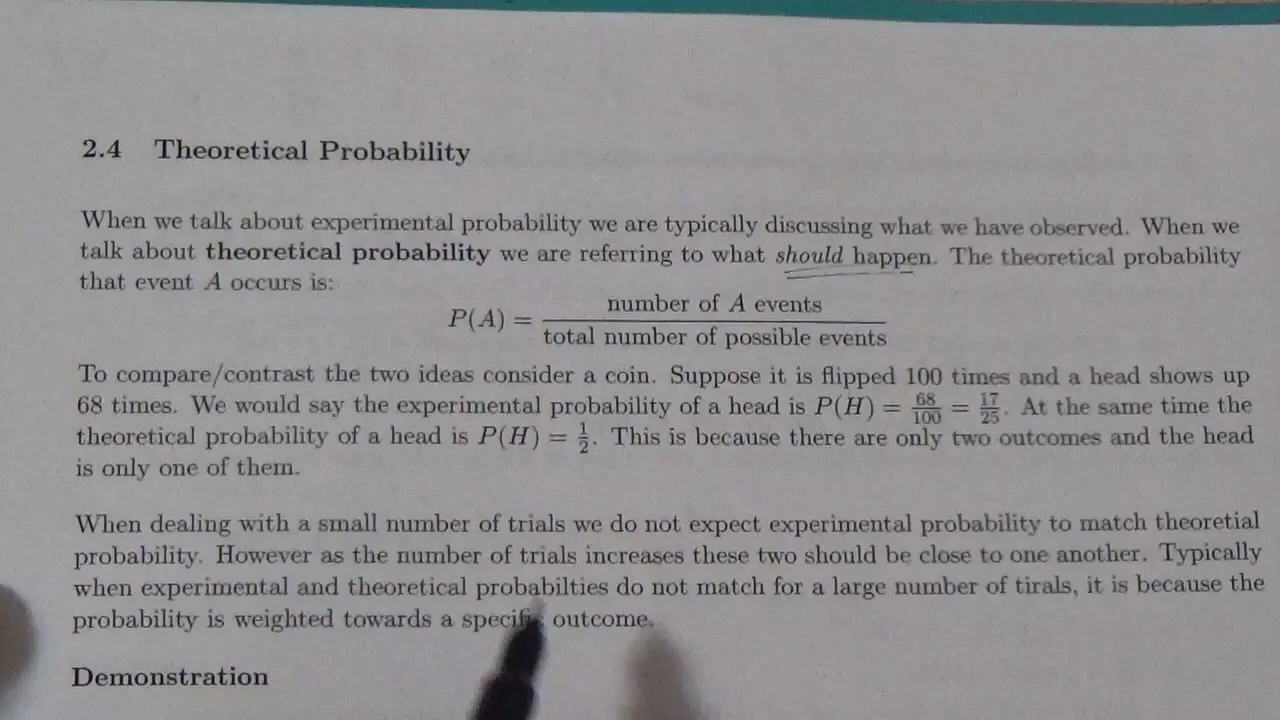 2.4 Theoretical Probability
When we talk about experimental probability we are typically discussing what we have observed. When we
talk about theoretical probability we are referring to what should happen. The theoretical probability
that event A occurs is:
P(A) = number of A events / total number of possible events
To compare/contrast the two ideas consider a coin. Suppose it is flipped 100 times and a head shows up
68 times. We would say the experimental probability of a head is P(H) = 68/100 = 17/25. At the same time the
theoretical probability of a head is P(H) = 1/2. This is because there are only two outcomes and the head
is only one of them.
When dealing with a small number of trials we do not expect experimental probability to match theoretial
probability. However as the number of trials increases these two should be close to one another. Typically
when experimental and theoretical probabilties do not match for a large number of tirals, it is because the
probability is weighted towards a specific outcome.
Demonstration